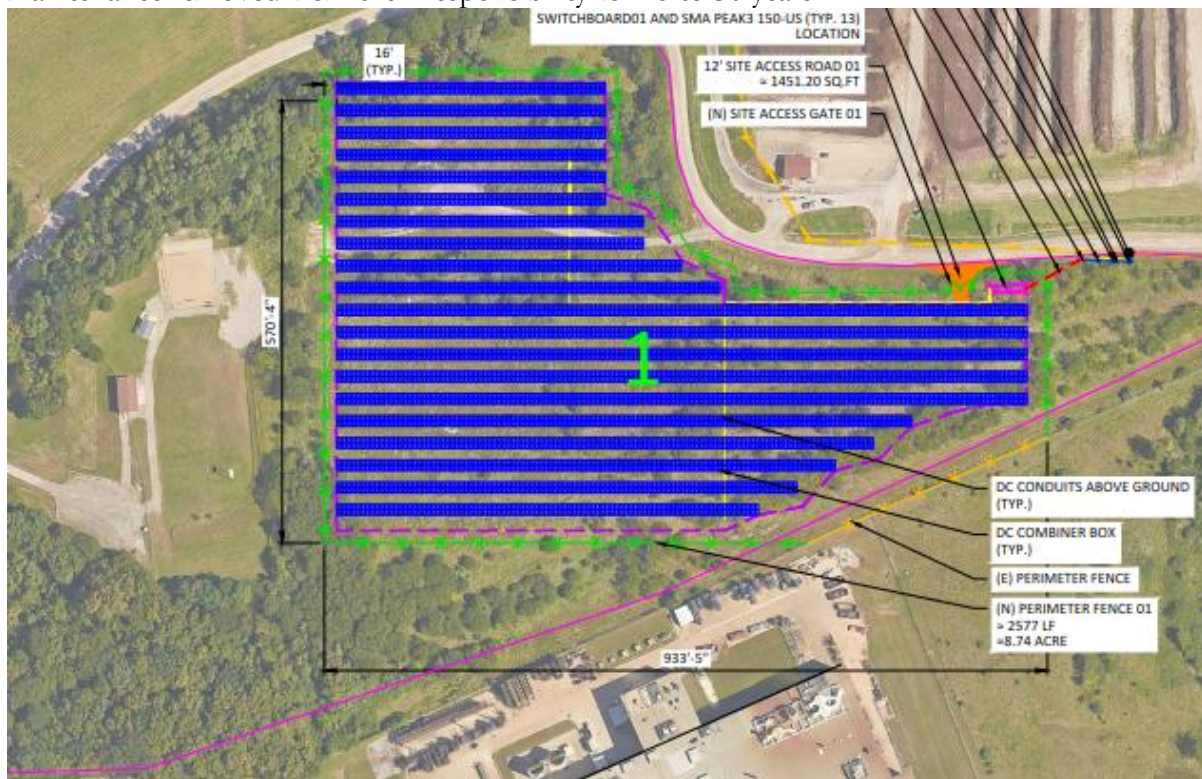 SWITCHBOARD01 AND SMA PEAK3 150-US (TYP. 13)
LOCATION
16'
(TYP.)
12' SITE ACCESS ROAD 01
≈ 1451.20 SQ.FT
(N) SITE ACCESS GATE 01
570'-4"
1
DC CONDUITS ABOVE GROUND
(TYP.)
DC COMBINER BOX
(TYP.)
(E) PERIMETER FENCE
(N) PERIMETER FENCE 01
≈ 2577 LF
≈8.74 ACRE
933'-5"